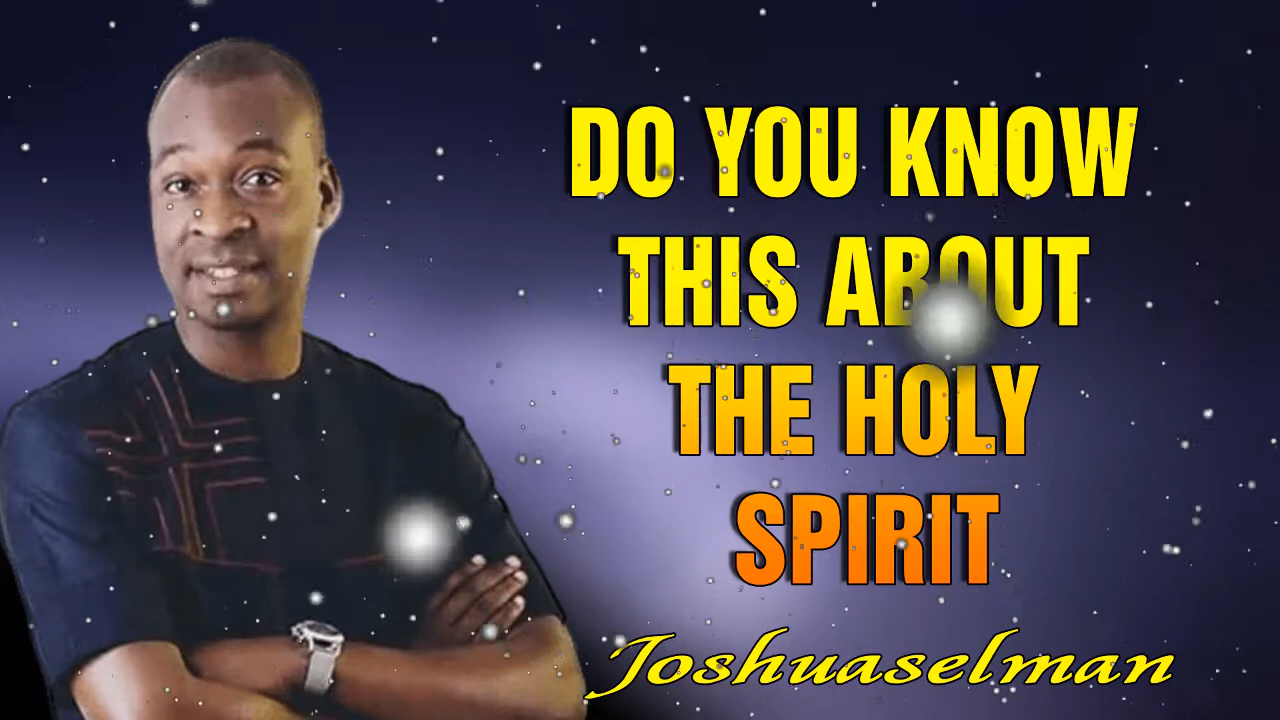 DO YOU KNOW
THIS ABOUT
THE HOLY
SPIRIT
Joshuaselman